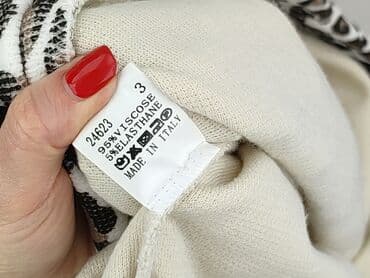 3
24623
95%VISCOSE
5%ELASTHANE
MADE IN ITALY